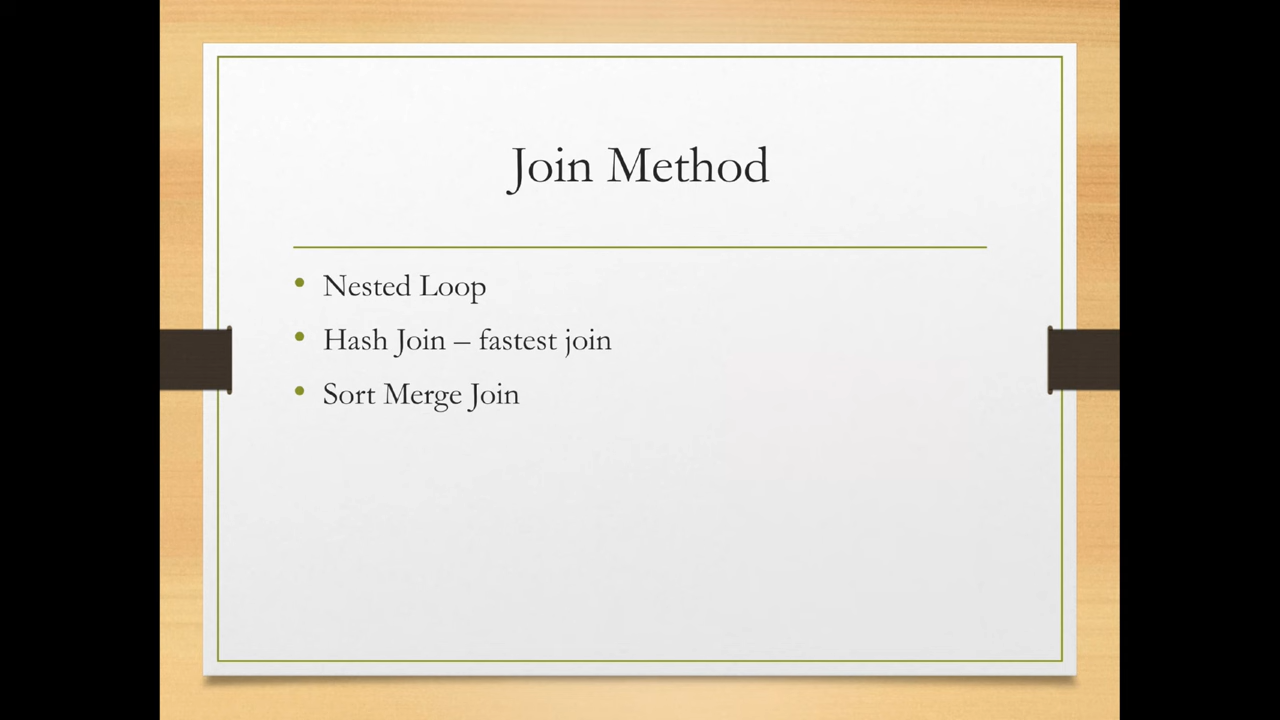 Join Method
• Nested Loop
• Hash Join – fastest join
• Sort Merge Join